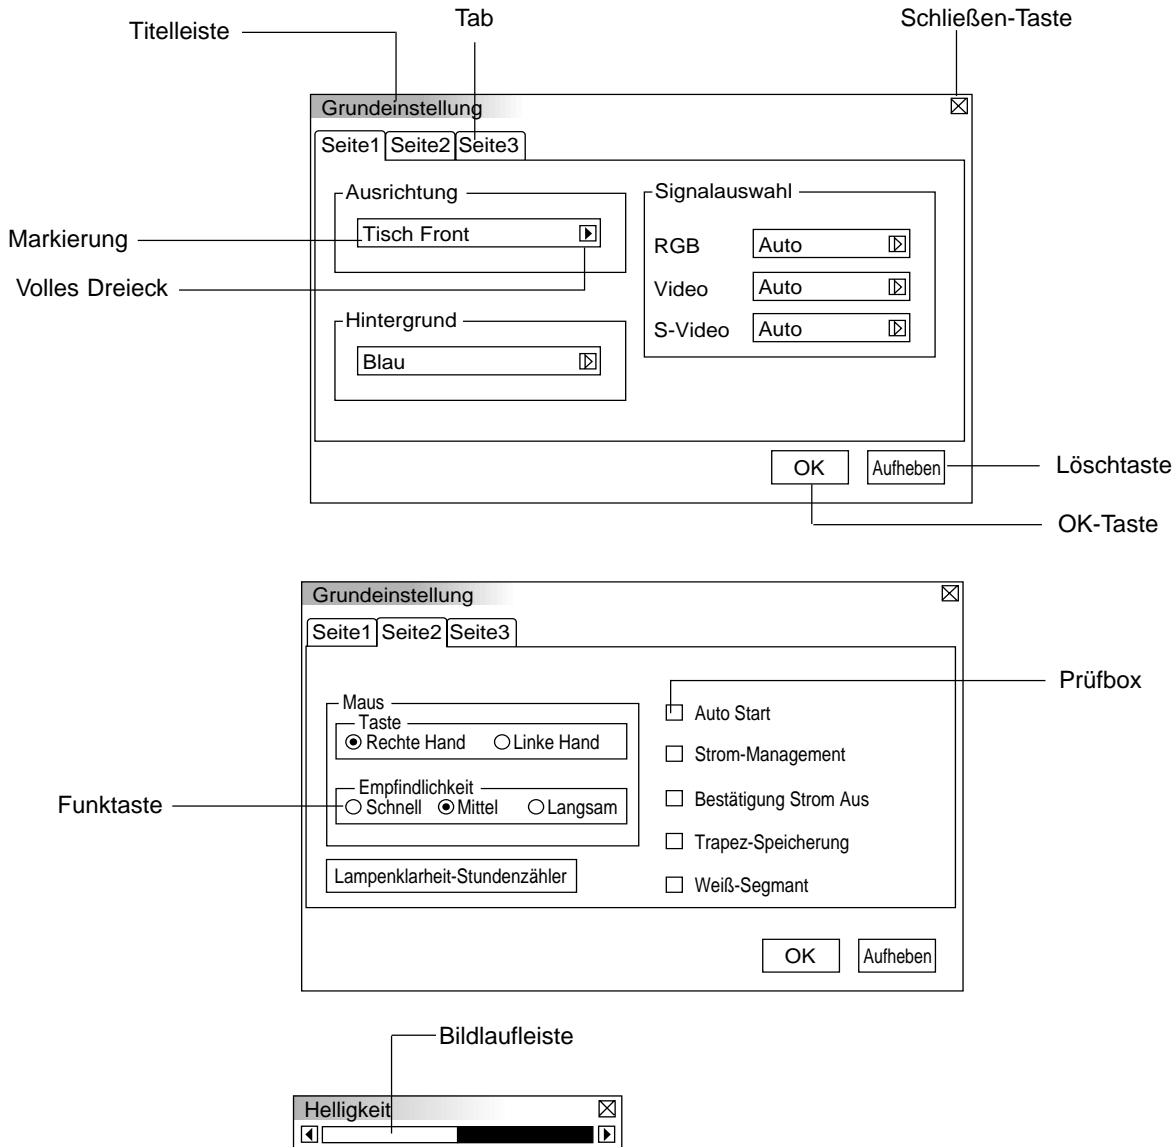 Titelleiste
Tab
Schließen-Taste
Grundeinstellung
Seite1 Seite2 Seite3
Ausrichtung
Signalauswahl
Markierung
Tisch Front
RGB Auto
Volles Dreieck
Video Auto
Hintergrund
S-Video Auto
Blau
OK Aufheben
Löschtaste
OK-Taste
Grundeinstellung
Seite1 Seite2 Seite3
Prüfbox
Maus
Taste
Auto Start
Rechte Hand Linke Hand
Strom-Management
Empfindlichkeit
Bestätigung Strom Aus
Funktaste
Schnell Mittel Langsam
Trapez-Speicherung
Lampenklarheit-Stundenzähler
Weiß-Segmant
OK Aufheben
Bildlaufleiste
Helligkeit